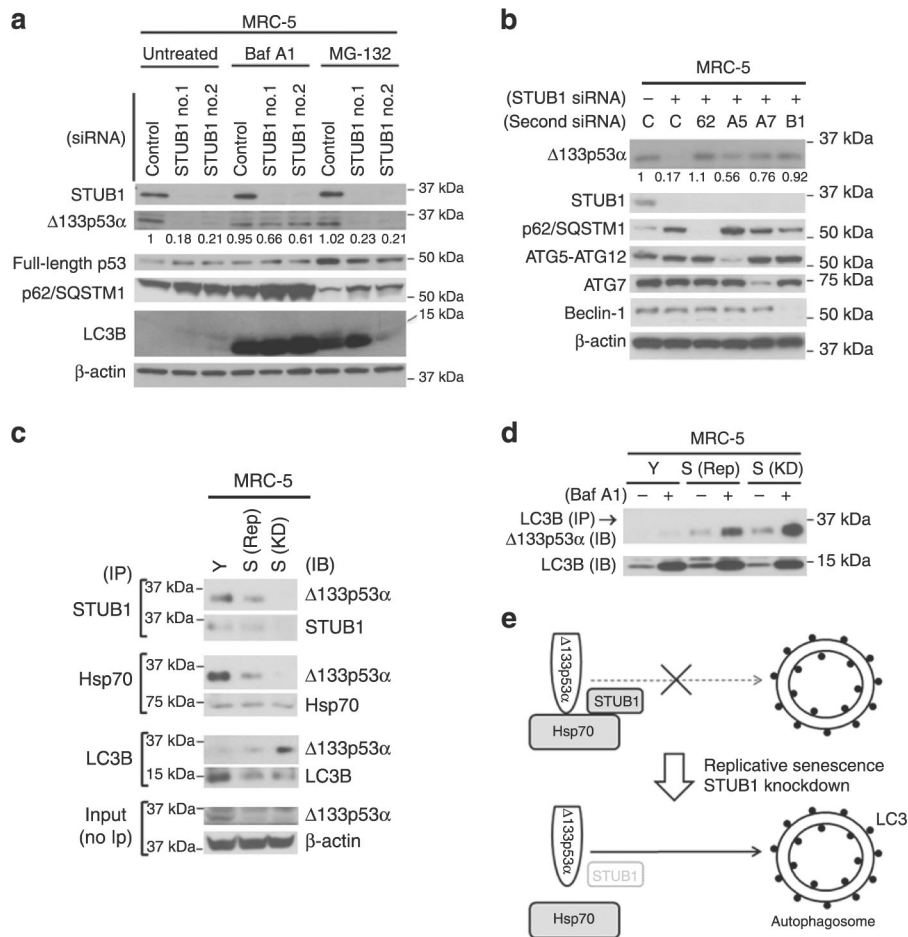 a
MRC-5
Untreated Baf A1 MG-132
(siRNA) Control STUB1 no.1 STUB1 no.2 Control STUB1 no.1 STUB1 no.2 Control STUB1 no.1 STUB1 no.2
STUB1 37 kDa
Δ133p53α 37 kDa
1 0.18 0.21 0.95 0.66 0.61 1.02 0.23 0.21
Full-length p53 50 kDa
p62/SQSTM1 50 kDa
15 kDa
LC3B
β-actin 37 kDa
b
MRC-5
(STUB1 siRNA) – + + + + +
(Second siRNA) C C 62 A5 A7 B1
37 kDa
Δ133p53α
1 0.17 1.1 0.56 0.76 0.92
STUB1 37 kDa
p62/SQSTM1 50 kDa
ATG5-ATG12 50 kDa
ATG7 75 kDa
Beclin-1 50 kDa
β-actin 37 kDa
c
MRC-5
(IP) Y S (Rep) S (KD) (IB)
37 kDa Δ133p53α
STUB1
37 kDa STUB1
37 kDa Δ133p53α
Hsp70
75 kDa Hsp70
37 kDa Δ133p53α
LC3B
15 kDa LC3B
37 kDa Δ133p53α
Input
(no Ip)
37 kDa β-actin
d
MRC-5
Y S (Rep) S (KD)
(Baf A1) – + – + – +
LC3B (IP) → 37 kDa
Δ133p53α (IB)
LC3B (IB) 15 kDa
e
Δ133p53α
STUB1
Hsp70
Replicative senescence
STUB1 knockdown
Δ133p53α
LC3
STUB1
Hsp70
Autophagosome